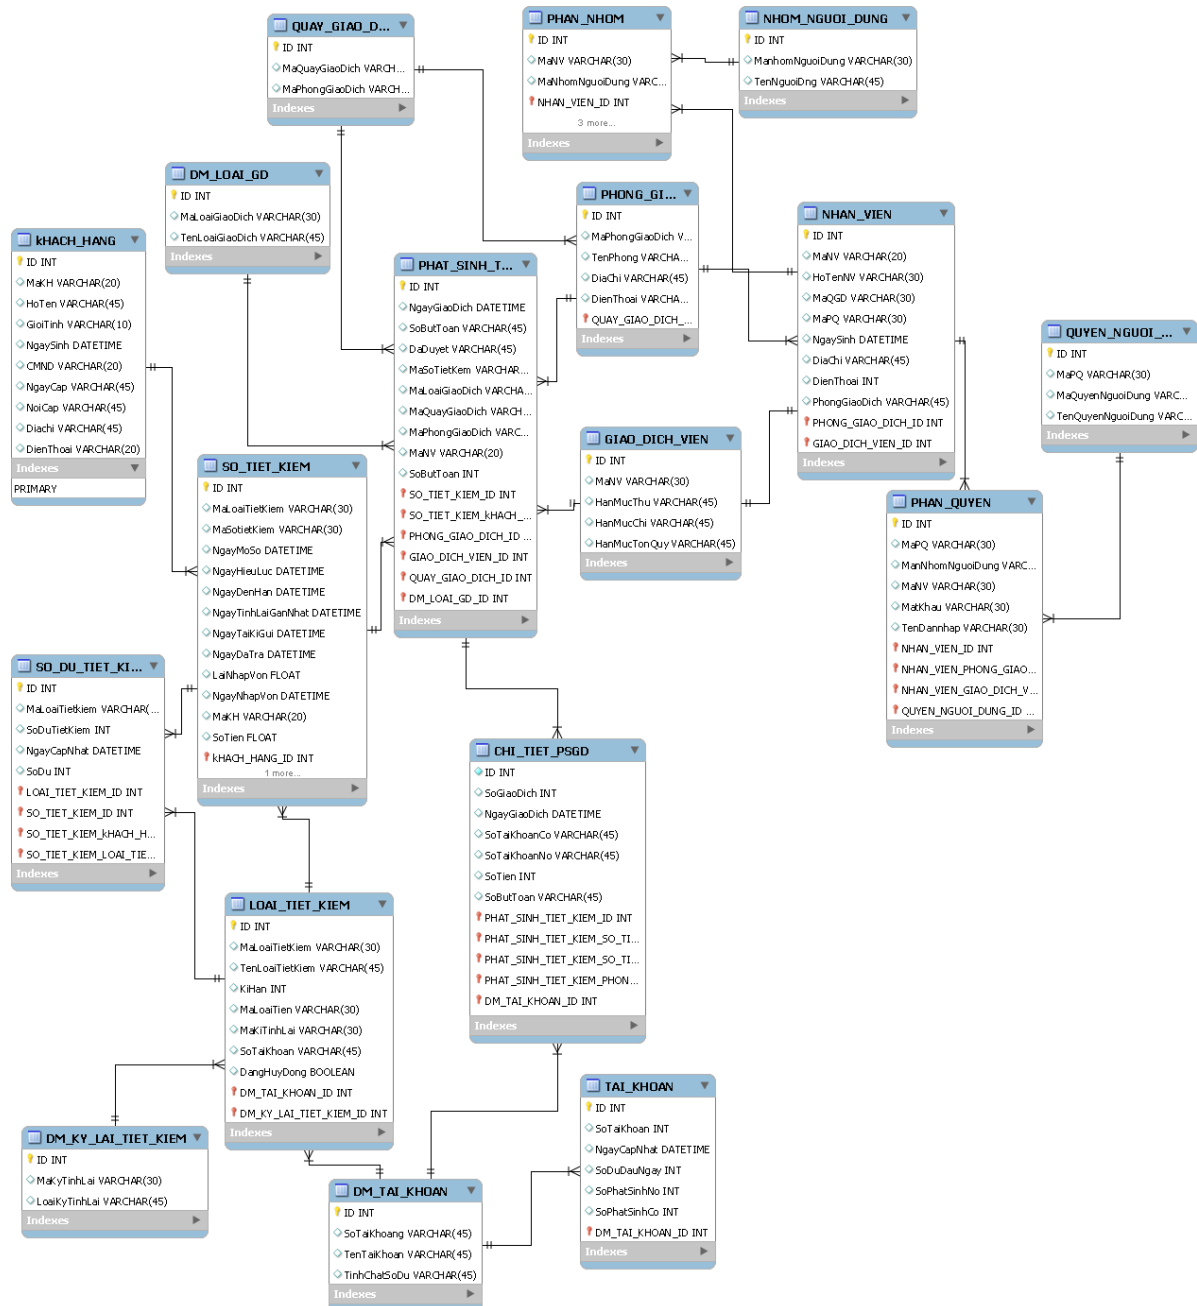 QUAY_GIAO_D...
ID INT
MaQuayGiaoDich VARCH...
MaPhongGiaoDich VARCH...
Indexes
PHAN_NHOM
ID INT
MaNV VARCHAR(30)
MaNhomNguoiDung VARC...
NHAN_VIEN_ID INT
3 more...
Indexes
NHOM_NGUOI_DUNG
ID INT
ManhomNguoiDung VARCHAR(30)
TenNguoiDng VARCHAR(45)
Indexes
DM_LOAI_GD
ID INT
MaLoaiGiaoDich VARCHAR(30)
TenLoaiGiaoDich VARCHAR(45)
Indexes
kHACH_HANG
ID INT
MaKH VARCHAR(20)
HoTen VARCHAR(45)
GioiTinh VARCHAR(10)
NgaySinh DATETIME
CMND VARCHAR(20)
NgayCap VARCHAR(45)
NoiCap VARCHAR(45)
Diachi VARCHAR(45)
DienThoai VARCHAR(20)
Indexes
PRIMARY
PHAT_SINH_T...
ID INT
NgayGiaoDich DATETIME
SoButToan VARCHAR(45)
DaDuyet VARCHAR(45)
MaSoTietKem VARCHAR...
MaLoaiGiaoDich VARCHA...
MaQuayGiaoDich VARCH...
MaPhongGiaoDich VARC...
MaNV VARCHAR(20)
SoButToan INT
SO_TIET_KIEM_ID INT
SO_TIET_KIEM_kHACH_...
PHONG_GIAO_DICH_ID ...
GIAO_DICH_VIEN_ID INT
QUAY_GIAO_DICH_ID INT
DM_LOAI_GD_ID INT
Indexes
PHONG_GI...
ID INT
MaPhongGiaoDich V...
TenPhong VARCHA...
DiaChi VARCHAR(45)
DienThoai VARCHA...
QUAY_GIAO_DICH_...
Indexes
NHAN_VIEN
ID INT
MaNV VARCHAR(20)
HoTenNV VARCHAR(30)
MaQGD VARCHAR(30)
MaPQ VARCHAR(30)
NgaySinh DATETIME
DiaChi VARCHAR(45)
DienThoai INT
PhongGiaoDich VARCHAR(45)
PHONG_GIAO_DICH_ID INT
GIAO_DICH_VIEN_ID INT
Indexes
QUYEN_NGUOI_...
ID INT
MaPQ VARCHAR(30)
MaQuyenNguoiDung VARC...
TenQuyenNguoiDung VARC...
Indexes
GIAO_DICH_VIEN
ID INT
MaNV VARCHAR(30)
HanMucThu VARCHAR(45)
HanMucChi VARCHAR(45)
HanMucTonQuy VARCHAR(45)
Indexes
PHAN_QUYEN
ID INT
MaPQ VARCHAR(30)
ManNhomNguoiDung VARC...
MaNV VARCHAR(30)
MatKhau VARCHAR(30)
TenDannhap VARCHAR(30)
NHAN_VIEN_ID INT
NHAN_VIEN_PHONG_GIAO...
NHAN_VIEN_GIAO_DICH_V...
QUYEN_NGUOI_DUNG_ID ...
Indexes
SO_TIET_KIEM
ID INT
MaLoaiTietKiem VARCHAR(30)
MaSotietKiem VARCHAR(30)
NgayMoSo DATETIME
NgayHieuLuc DATETIME
NgayDenHan DATETIME
NgayTinhLaiGanNhat DATETIME
NgayTaiKiGui DATETIME
NgayDaTra DATETIME
LaiNhapVon FLOAT
NgayNhapVon DATETIME
MaKH VARCHAR(20)
SoTien FLOAT
kHACH_HANG_ID INT
1 more...
Indexes
SO_DU_TIET_KI...
ID INT
MaLoaiTietkiem VARCHAR(...
SoDuTietKiem INT
NgayCapNhat DATETIME
SoDu INT
LOAI_TIET_KIEM_ID INT
SO_TIET_KIEM_ID INT
SO_TIET_KIEM_kHACH_H...
SO_TIET_KIEM_LOAI_TIE...
Indexes
CHI_TIET_PSGD
ID INT
SoGiaoDich INT
NgayGiaoDich DATETIME
SoTaiKhoanCo VARCHAR(45)
SoTaiKhoanNo VARCHAR(45)
SoTien INT
SoButToan VARCHAR(45)
PHAT_SINH_TIET_KIEM_ID INT
PHAT_SINH_TIET_KIEM_SO_TI...
PHAT_SINH_TIET_KIEM_SO_TI...
PHAT_SINH_TIET_KIEM_PHON...
DM_TAI_KHOAN_ID INT
Indexes
LOAI_TIET_KIEM
ID INT
MaLoaiTietKiem VARCHAR(30)
TenLoaiTietKiem VARCHAR(45)
KiHan INT
MaLoaiTien VARCHAR(30)
MaKiTinhLai VARCHAR(30)
SoTaiKhoan VARCHAR(45)
DangHuyDong BOOLEAN
DM_TAI_KHOAN_ID INT
DM_KY_LAI_TIET_KIEM_ID INT
Indexes
DM_KY_LAI_TIET_KIEM
ID INT
MaKyTinhLai VARCHAR(30)
LoaiKyTinhLai VARCHAR(45)
Indexes
TAI_KHOAN
ID INT
SoTaiKhoan INT
NgayCapNhat DATETIME
SoDuDauNgay INT
SoPhatSinhNo INT
SoPhatSinhCo INT
DM_TAI_KHOAN_ID INT
Indexes
DM_TAI_KHOAN
ID INT
SoTaiKhoang VARCHAR(45)
TenTaiKhoan VARCHAR(45)
TinhChatSoDu VARCHAR(45)
Indexes